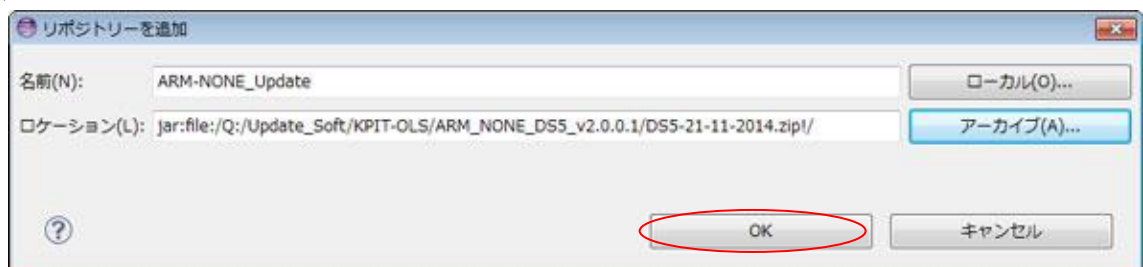 リポジトリーを追加
名前(N): ARM-NONE_Update ローカル(O)...
ロケーション(L): jar:file:/Q:/Update_Soft/KPIT-OLS/ARM_NONE_DS5_v2.0.0.1/DS5-21-11-2014.zip!/ アーカイブ(A)...
? OK キャンセル